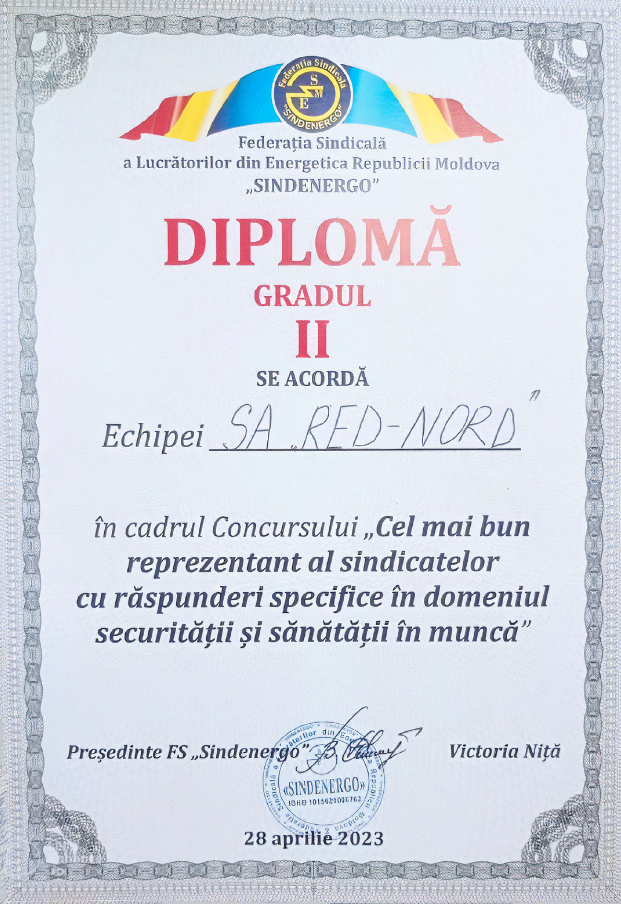 Federația Sindicală
SME
"SINDENERGO"
Federația Sindicală
a Lucrătorilor din Energetica Republicii Moldova
„SINDENERGO”
DIPLOMĂ
GRADUL
II
SE ACORDĂ
Echipei SA „RED-NORD”
în cadrul Concursului „Cel mai bun
reprezentant al sindicatelor
cu răspunderi specifice în domeniul
securității și sănătății în muncă”
Președinte FS „Sindenergo” Victoria Niță
«SINDENERGO»
28 aprilie 2023